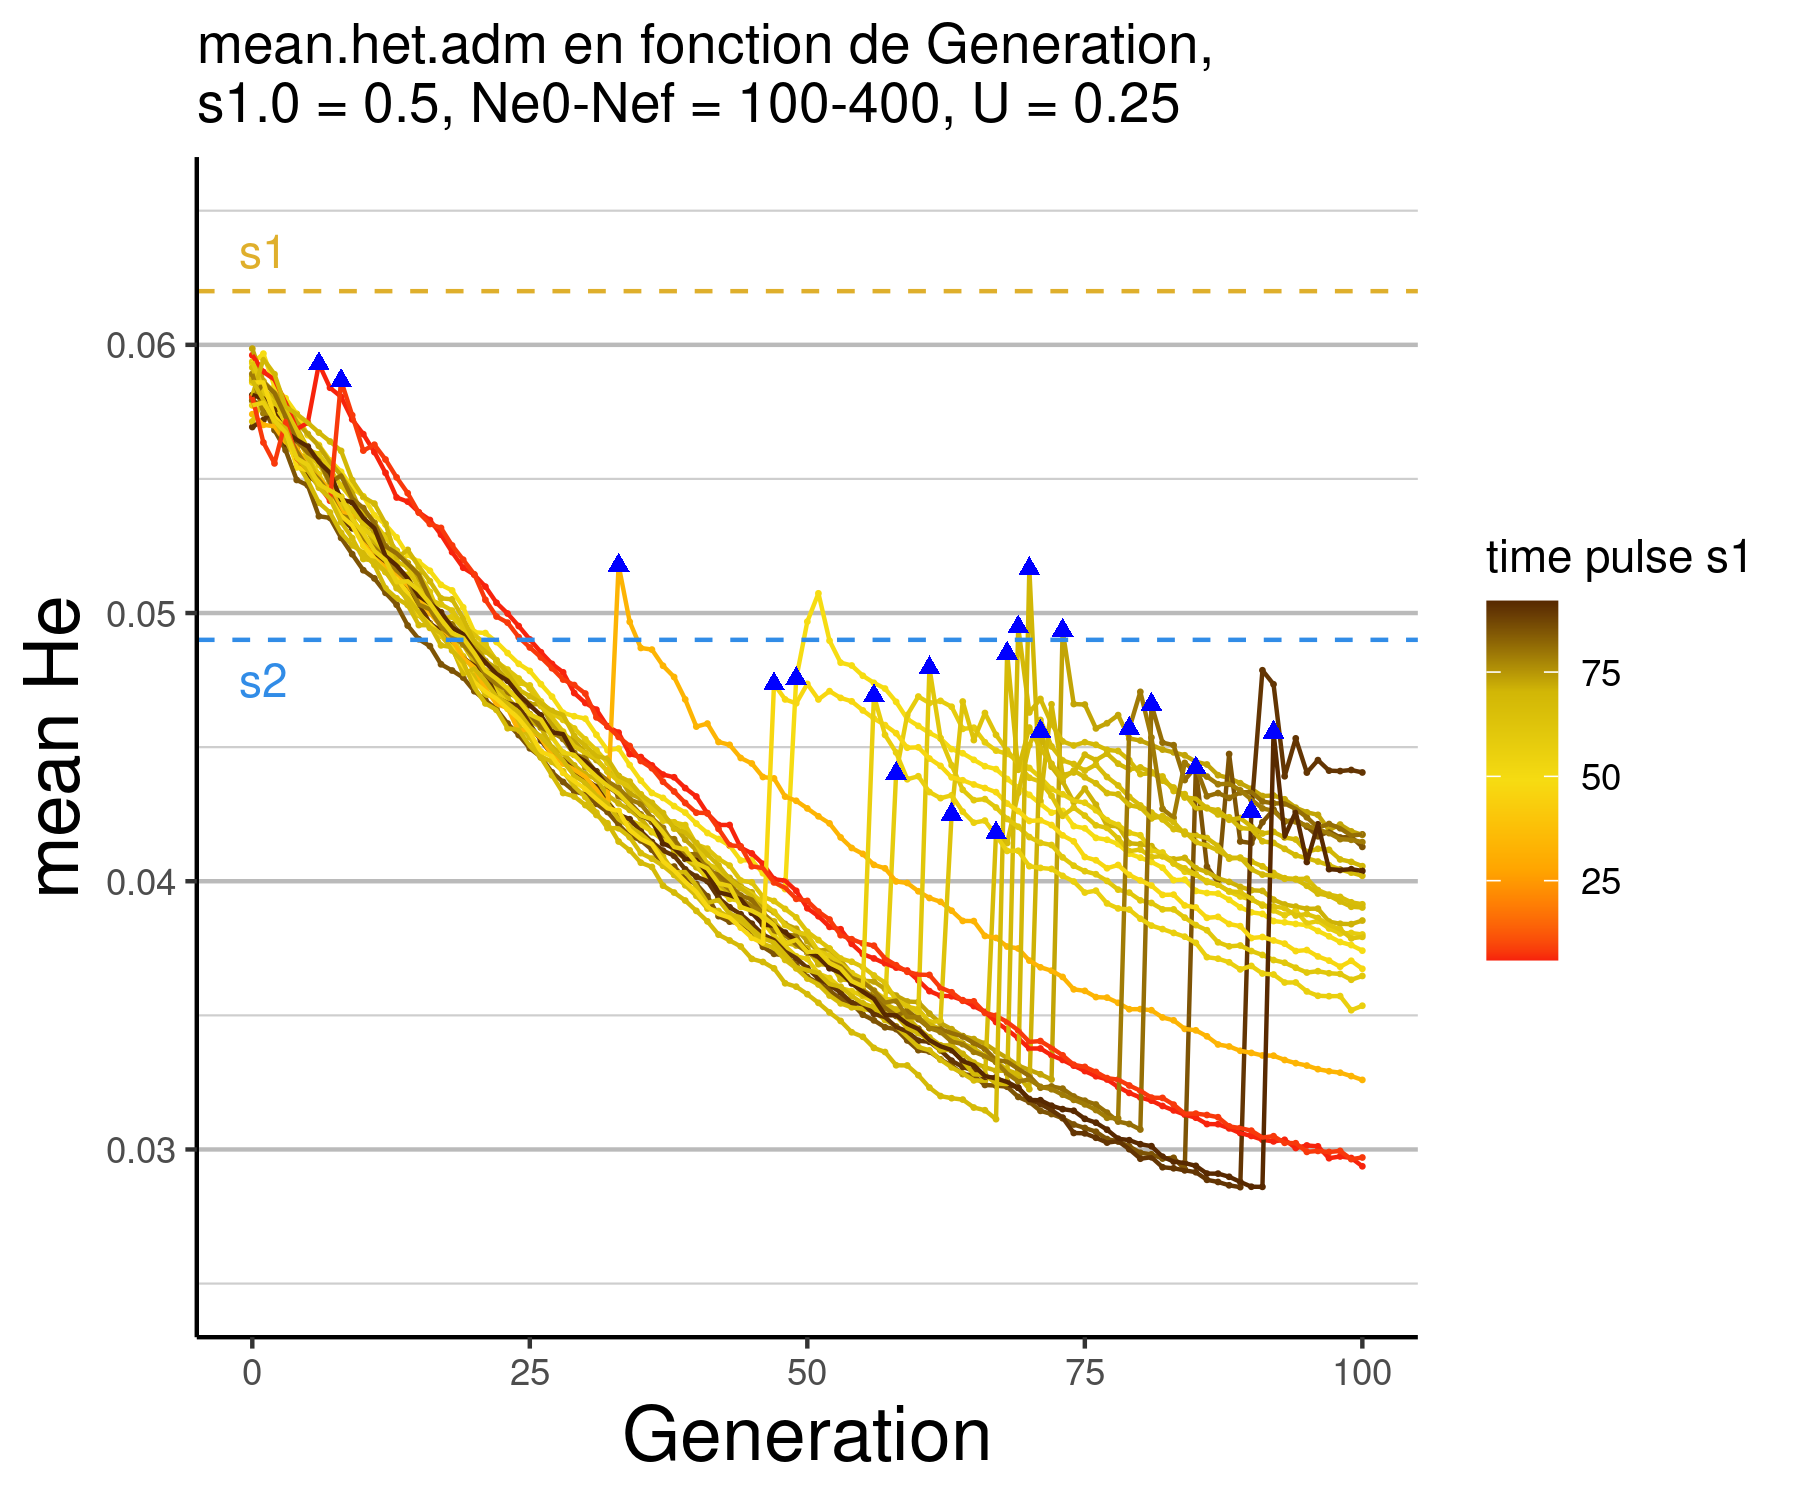 mean.het.adm en fonction de Generation,
s1.0 = 0.5, Ne0-Nef = 100-400, U = 0.25
s1
0.06
0.05
s2
0.04
0.03
mean He
0
25
50
75
100
Generation
time pulse s1
75
50
25